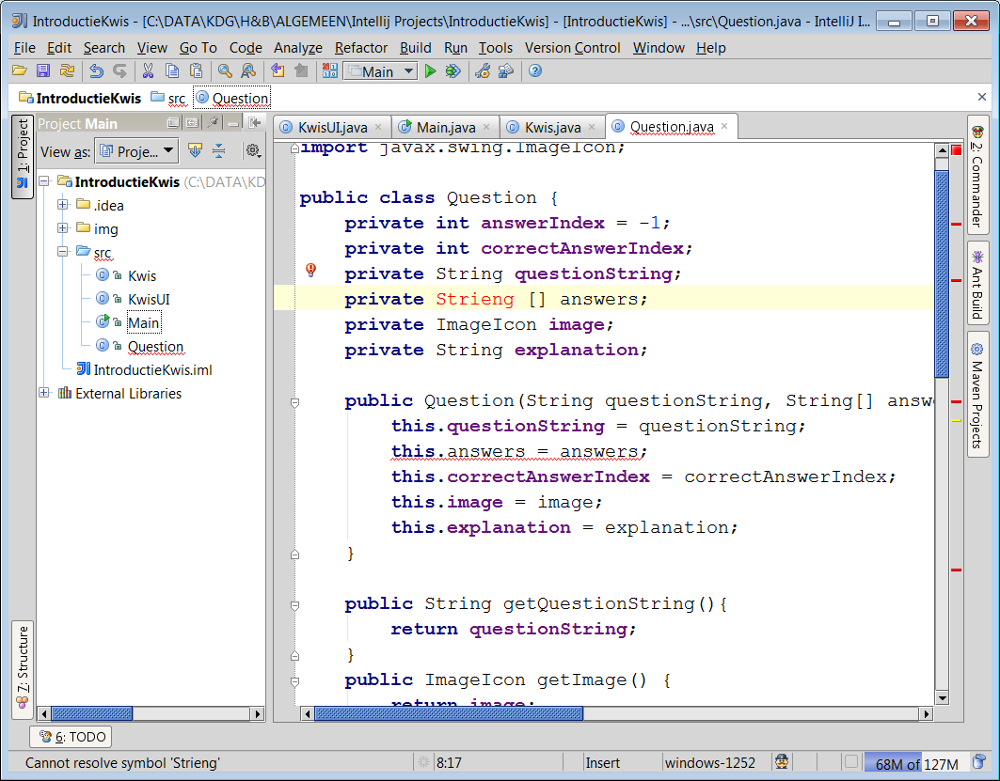 IntroductieKwis - [C:\DATA\KDG\H&B\ALGEMEEN\Intellij Projects\IntroductieKwis] - [IntroductieKwis] - ...\src\Question.java - IntelliJ I...
File Edit Search View Go To Code Analyze Refactor Build Run Tools Version Control Window Help
Main
IntroductieKwis src Question
1: Project
Project Main
View as: Proje...
IntroductieKwis (C:\DATA\KD
.idea
img
src
Kwis
KwisUI
Main
Question
IntroductieKwis.iml
External Libraries
KwisUI.java Main.java Kwis.java Question.java
import javax.swing.ImageIcon;
public class Question {
private int answerIndex = -1;
private int correctAnswerIndex;
private String questionString;
private Strieng [] answers;
private ImageIcon image;
private String explanation;
public Question(String questionString, String[] answ
this.questionString = questionString;
this.answers = answers;
this.correctAnswerIndex = correctAnswerIndex;
this.image = image;
this.explanation = explanation;
}
public String getQuestionString(){
return questionString;
}
public ImageIcon getImage() {
return image;
2: Commander
Ant Build
Maven Projects
7: Structure
6: TODO
Cannot resolve symbol 'Strieng' 8:17 Insert windows-1252 68M of 127M